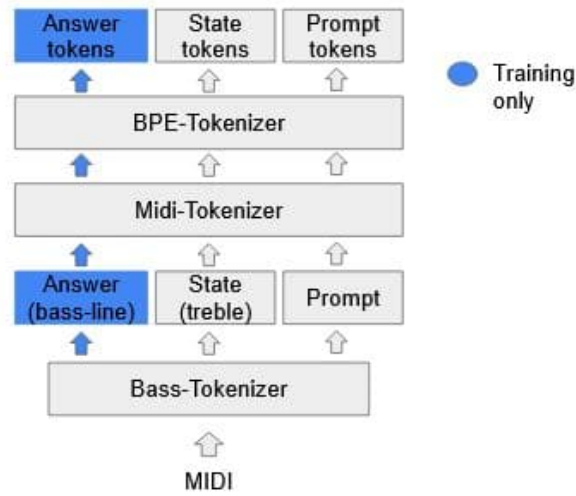 Answer tokens
State tokens
Prompt tokens
Training only
BPE-Tokenizer
Midi-Tokenizer
Answer (bass-line)
State (treble)
Prompt
Bass-Tokenizer
MIDI